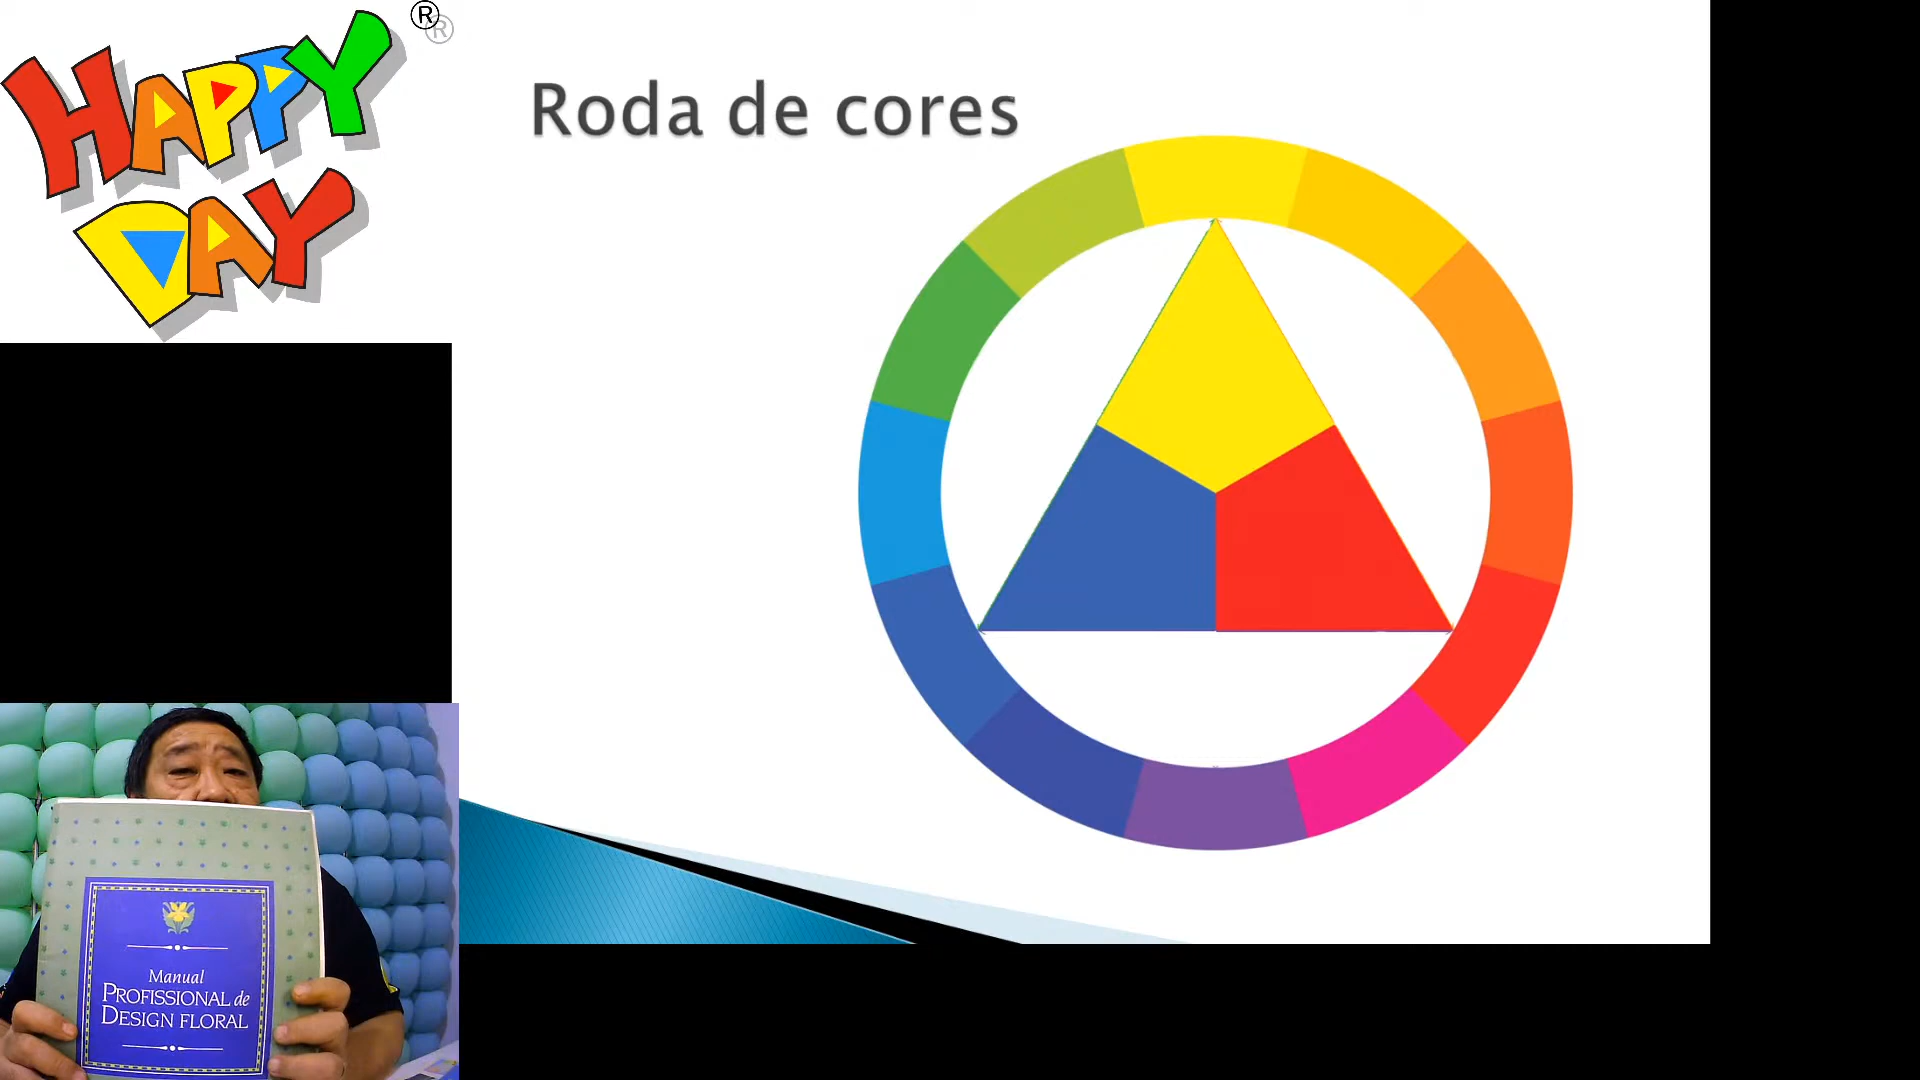 HAPPY
DAY
®
Roda de cores
Manual
PROFISSIONAL de
DESIGN FLORAL